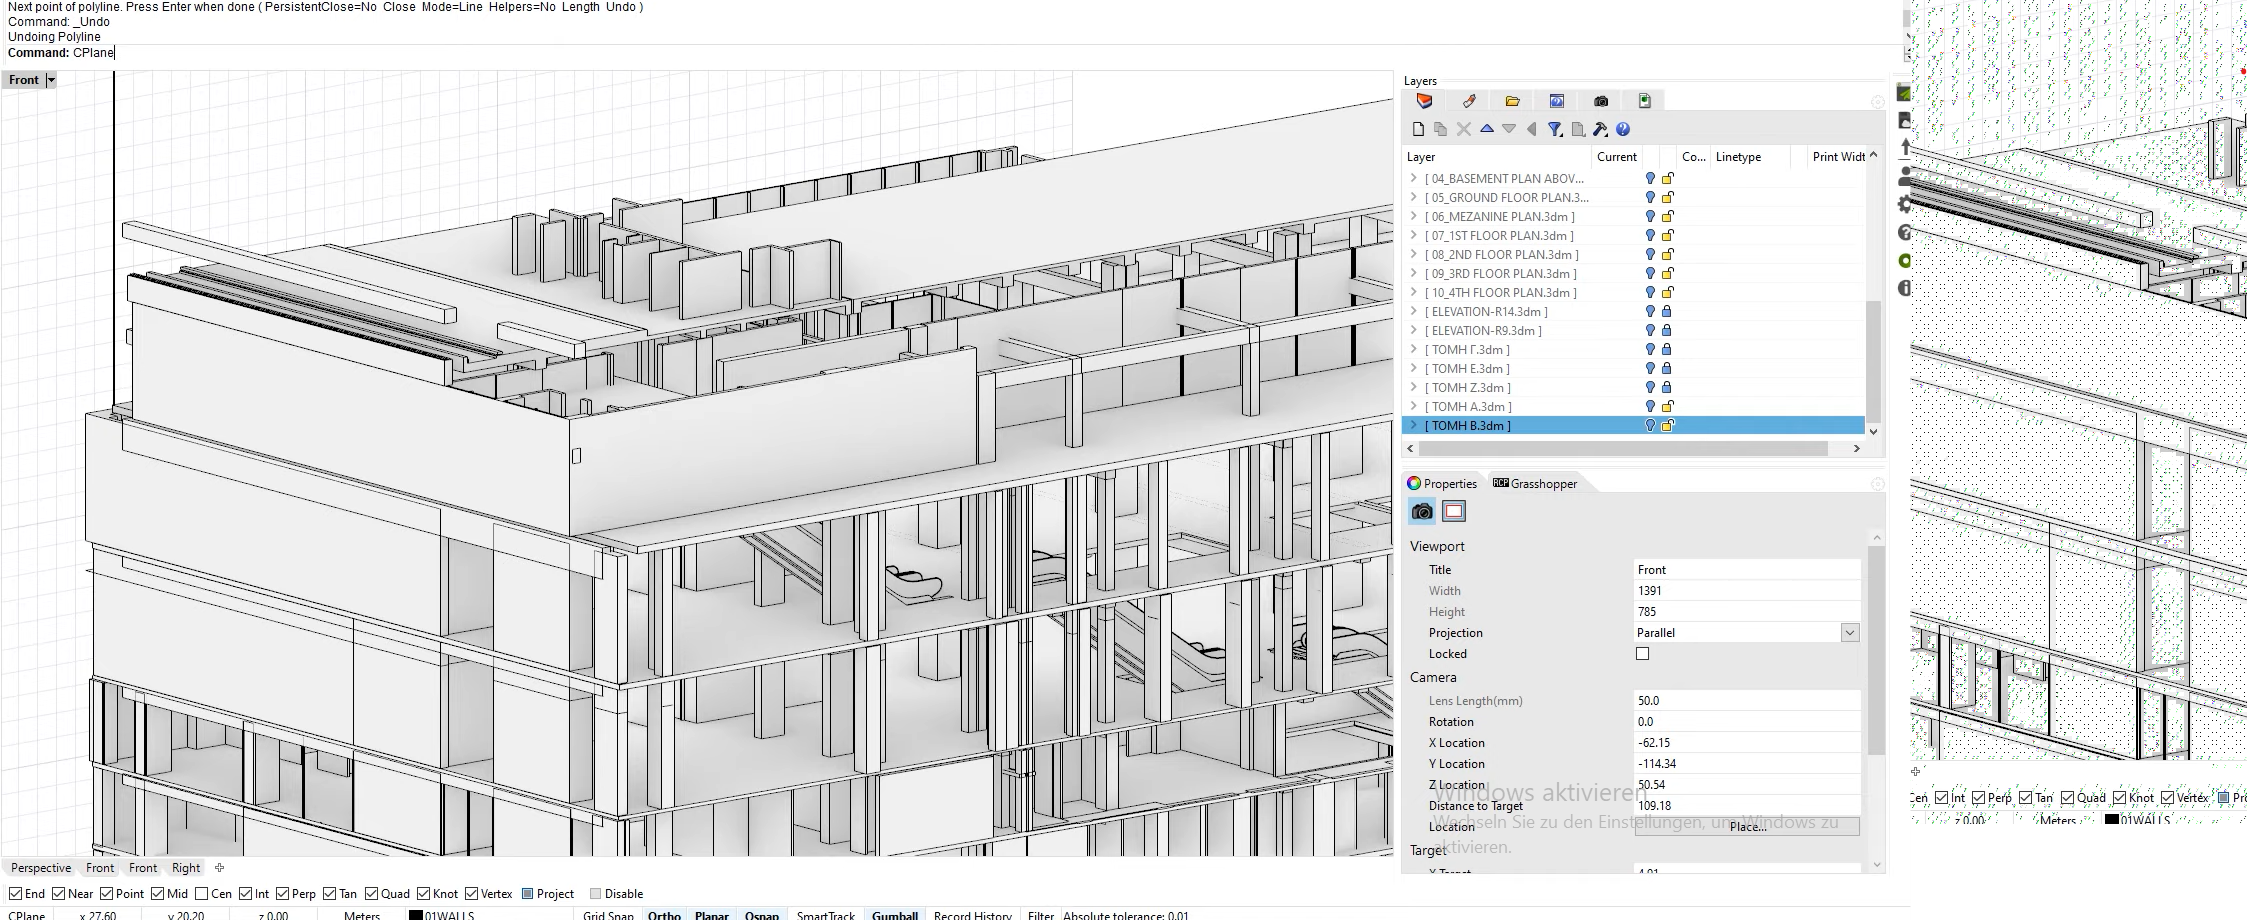 Next point of polyline. Press Enter when done ( PersistentClose=No Close Mode=Line Helpers=No Length Undo )
Command: _Undo
Undoing Polyline
Command: CPlane
Front
Layers
Layer Current Co... Linetype Print Widt
[ 04_BASEMENT PLAN ABOV...
[ 05_GROUND FLOOR PLAN.3...
[ 06_MEZANINE PLAN.3dm ]
[ 07_1ST FLOOR PLAN.3dm ]
[ 08_2ND FLOOR PLAN.3dm ]
[ 09_3RD FLOOR PLAN.3dm ]
[ 10_4TH FLOOR PLAN.3dm ]
[ ELEVATION-R14.3dm ]
[ ELEVATION-R9.3dm ]
[ ΤΟΜΗ Γ.3dm ]
[ ΤΟΜΗ Ε.3dm ]
[ ΤΟΜΗ Ζ.3dm ]
[ ΤΟΜΗ Α.3dm ]
[ ΤΟΜΗ Β.3dm ]
Properties RCP Grasshopper
Viewport
Title Front
Width 1391
Height 785
Projection Parallel
Locked
Camera
Lens Length(mm) 50.0
Rotation 0.0
X Location -62.15
Y Location -114.34
Z Location 50.54
Distance to Target 109.18
Location Place...
Target
X Target 4.91
Windows aktivieren
Wechseln Sie zu den Einstellungen, um Windows zu
aktivieren.
Perspective Front Front Right
End Near Point Mid Cen Int Perp Tan Quad Knot Vertex Project Disable
CPlane x 27.60 y 20.20 z 0.00 Meters 01WALLS Grid Snap Ortho Planar Osnap SmartTrack Gumball Record History Filter Absolute tolerance: 0.01
Cen Int Perp Tan Quad Knot Vertex Pr
z 0.00 Meters 01WALLS